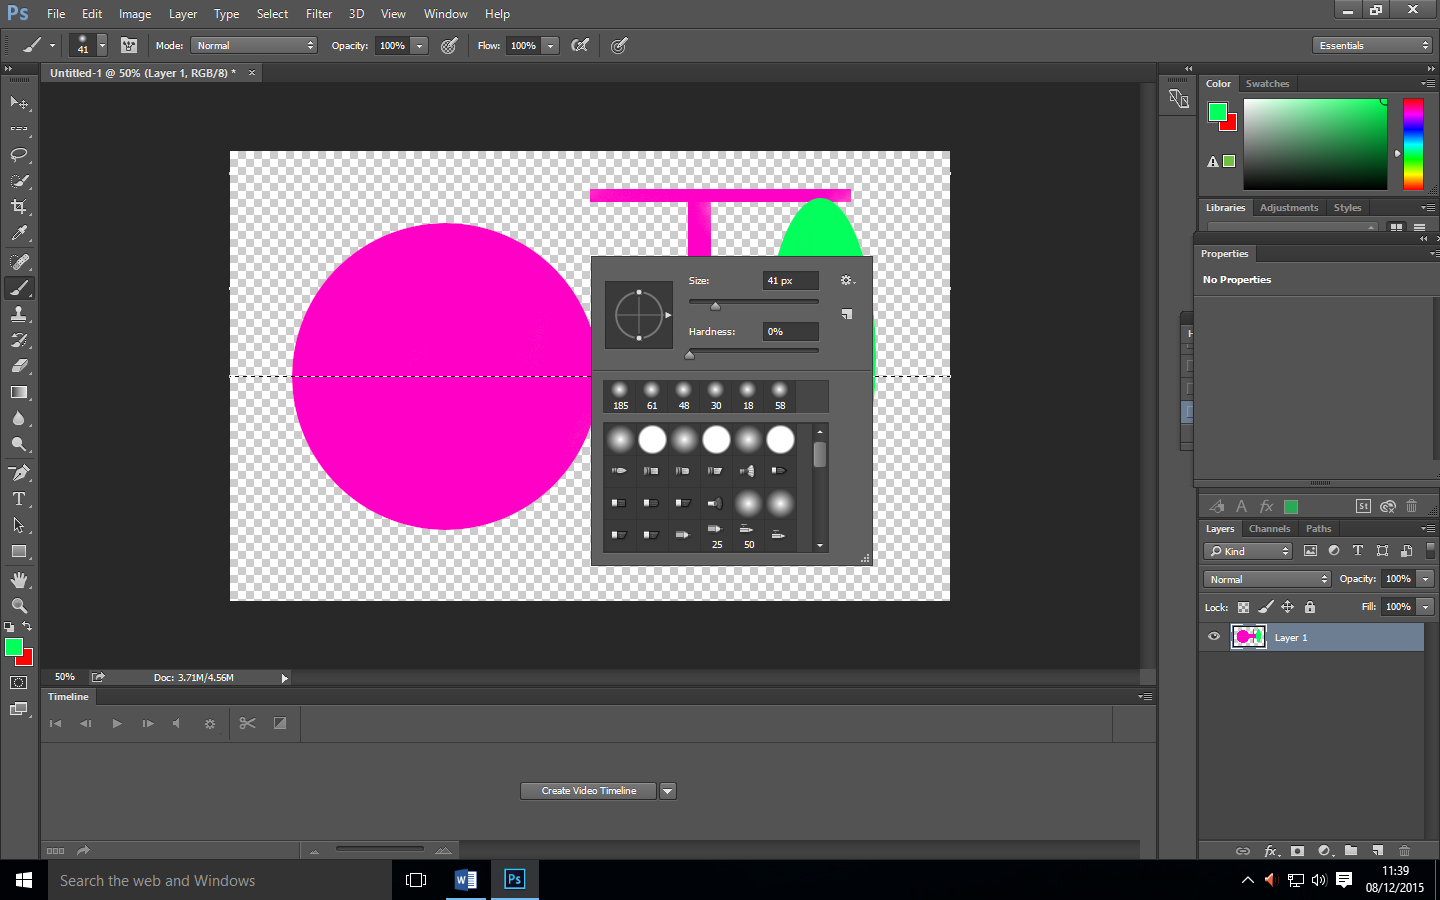 Ps File Edit Image Layer Type Select Filter 3D View Window Help
41 Mode: Normal Opacity: 100% Flow: 100% Essentials
Untitled-1 @ 50% (Layer 1, RGB/8) * ×
Color Swatches
Libraries Adjustments Styles
Properties
No Properties
H
Size: 41 px
Hardness: 0%
185 61 48 30 18 58
25 50
T
A fx St
Layers Channels Paths
Kind T
Normal Opacity: 100%
Lock: Fill: 100%
Layer 1
50% Doc: 3.71M/4.56M
Timeline
Create Video Timeline
fx
Search the web and Windows
W Ps
11:39
08/12/2015